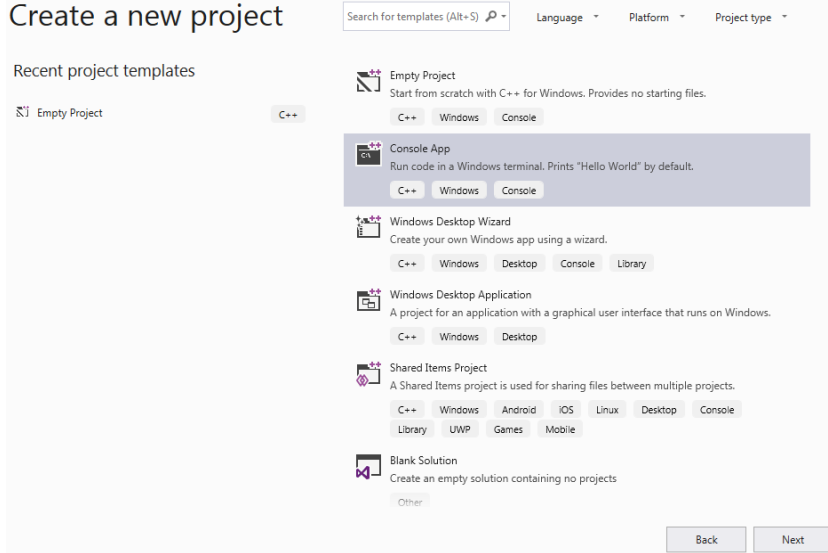 Create a new project
Search for templates (Alt+S)
Language
Platform
Project type
Recent project templates
Empty Project
C++
Empty Project
Start from scratch with C++ for Windows. Provides no starting files.
C++ Windows Console
Console App
Run code in a Windows terminal. Prints "Hello World" by default.
C++ Windows Console
Windows Desktop Wizard
Create your own Windows app using a wizard.
C++ Windows Desktop Console Library
Windows Desktop Application
A project for an application with a graphical user interface that runs on Windows.
C++ Windows Desktop
Shared Items Project
A Shared Items project is used for sharing files between multiple projects.
C++ Windows Android iOS Linux Desktop Console
Library UWP Games Mobile
Blank Solution
Create an empty solution containing no projects
Other
Back
Next